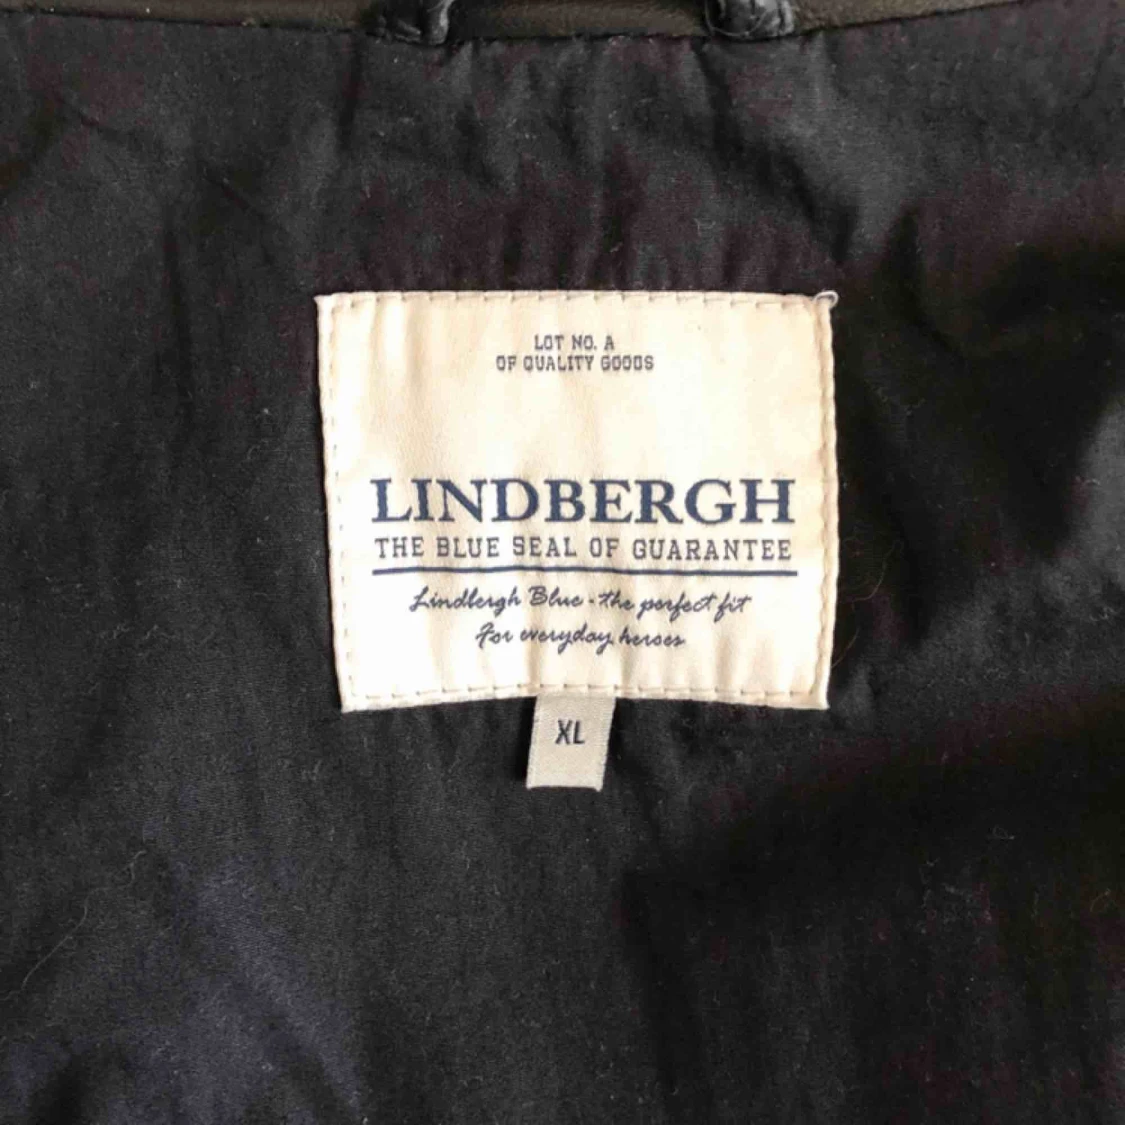 LOT NO. A
OF QUALITY GOODS
LINDBERGH
THE BLUE SEAL OF GUARANTEE
Lindbergh Blue - the perfect fit
For everyday heroes
XL